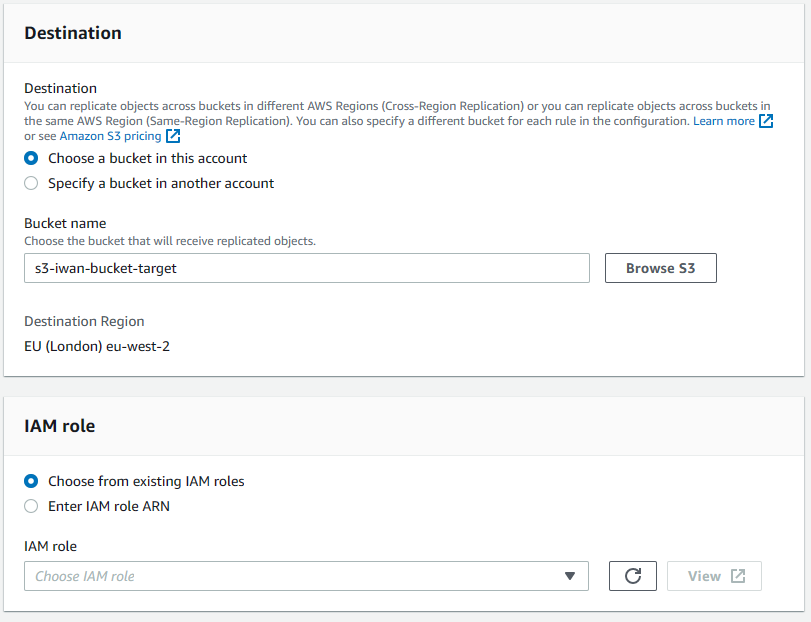 Destination
Destination
You can replicate objects across buckets in different AWS Regions (Cross-Region Replication) or you can replicate objects across buckets in
the same AWS Region (Same-Region Replication). You can also specify a different bucket for each rule in the configuration. Learn more
or see Amazon S3 pricing
Choose a bucket in this account
Specify a bucket in another account
Bucket name
Choose the bucket that will receive replicated objects.
s3-iwan-bucket-target
Browse S3
Destination Region
EU (London) eu-west-2
IAM role
Choose from existing IAM roles
Enter IAM role ARN
IAM role
Choose IAM role
View